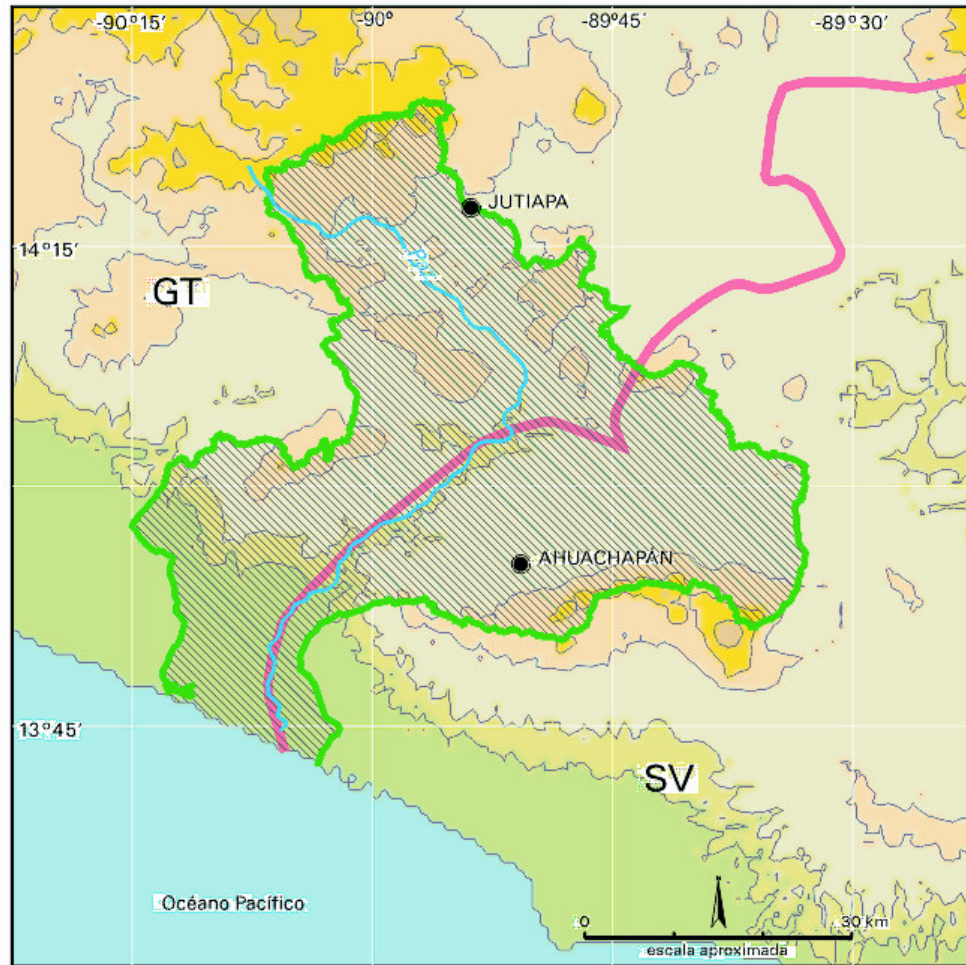 -90°15' -90° -89°45' -89°30'
JUTIAPA
14°15'
Paz
GT
AHUACHAPÁN
13°45'
SV
Océano Pacífico
0 30 km
escala aproximada